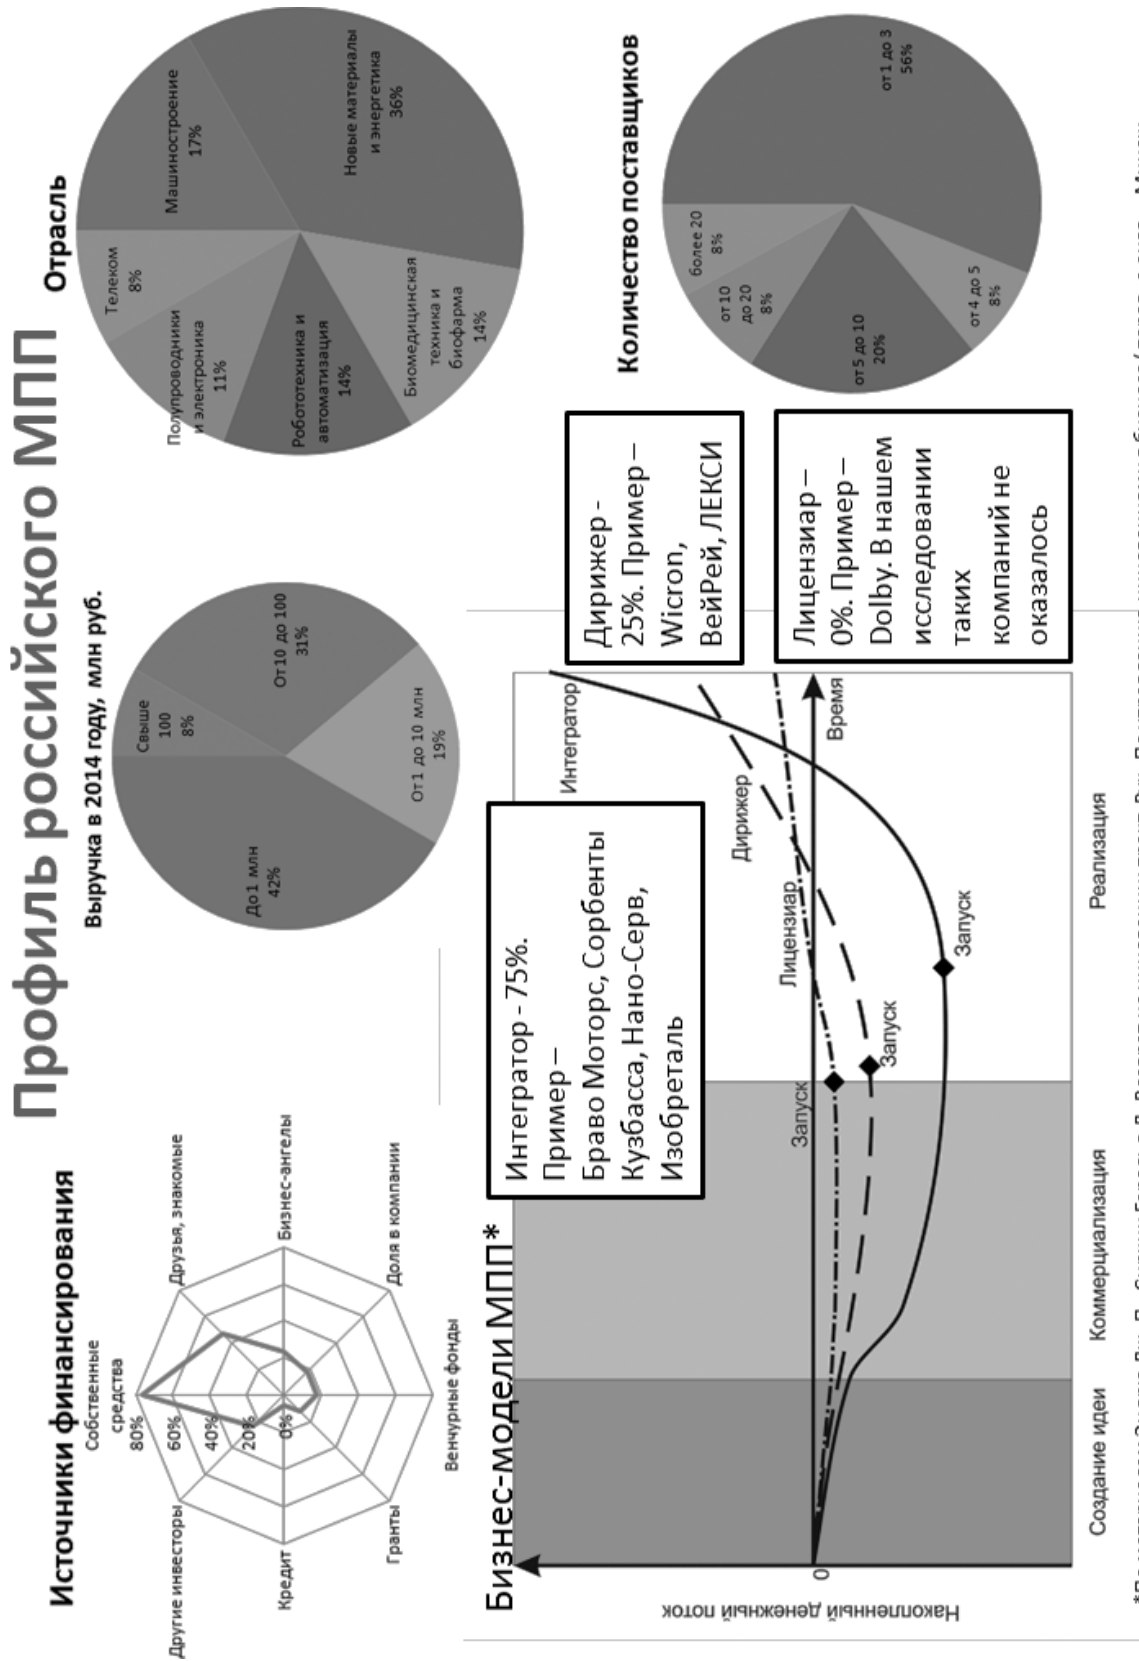 Профиль российского МПП
Источники финансирования
Собственные
средства
80%
60%
40%
20%
0%
Друзья, знакомые
Бизнес-ангелы
Доля в компании
Венчурные фонды
Гранты
Кредит
Другие инвесторы
Выручка в 2014 году, млн руб.
Свыше
100
8%
От 10 до 100
31%
От 1 до 10 млн
19%
До 1 млн
42%
Отрасль
Телеком
8%
Машиностроение
17%
Новые материалы
и энергетика
36%
Биомедицинская
техника и
биофарма
14%
Робототехника и
автоматизация
14%
Полупроводники
и электроника
11%
Бизнес-модели МПП*
Интегратор - 75%.
Пример –
Браво Моторс, Сорбенты
Кузбасса, Нано-Серв,
Изобреталь
Дирижер -
25%. Пример –
Wicron,
ВейРей, ЛЕКСИ
Лицензиар –
0%. Пример –
Dolby. В нашем
исследовании
таких
компаний не
оказалось
Накопленный денежный поток
0
Интегратор
Дирижер
Лицензиар
Время
Запуск
Запуск
Запуск
Создание идеи
Коммерциализация
Реализация
Количество поставщиков
более 20
8%
от 10
до 20
8%
от 5 до 10
20%
от 4 до 5
8%
от 1 до 3
56%